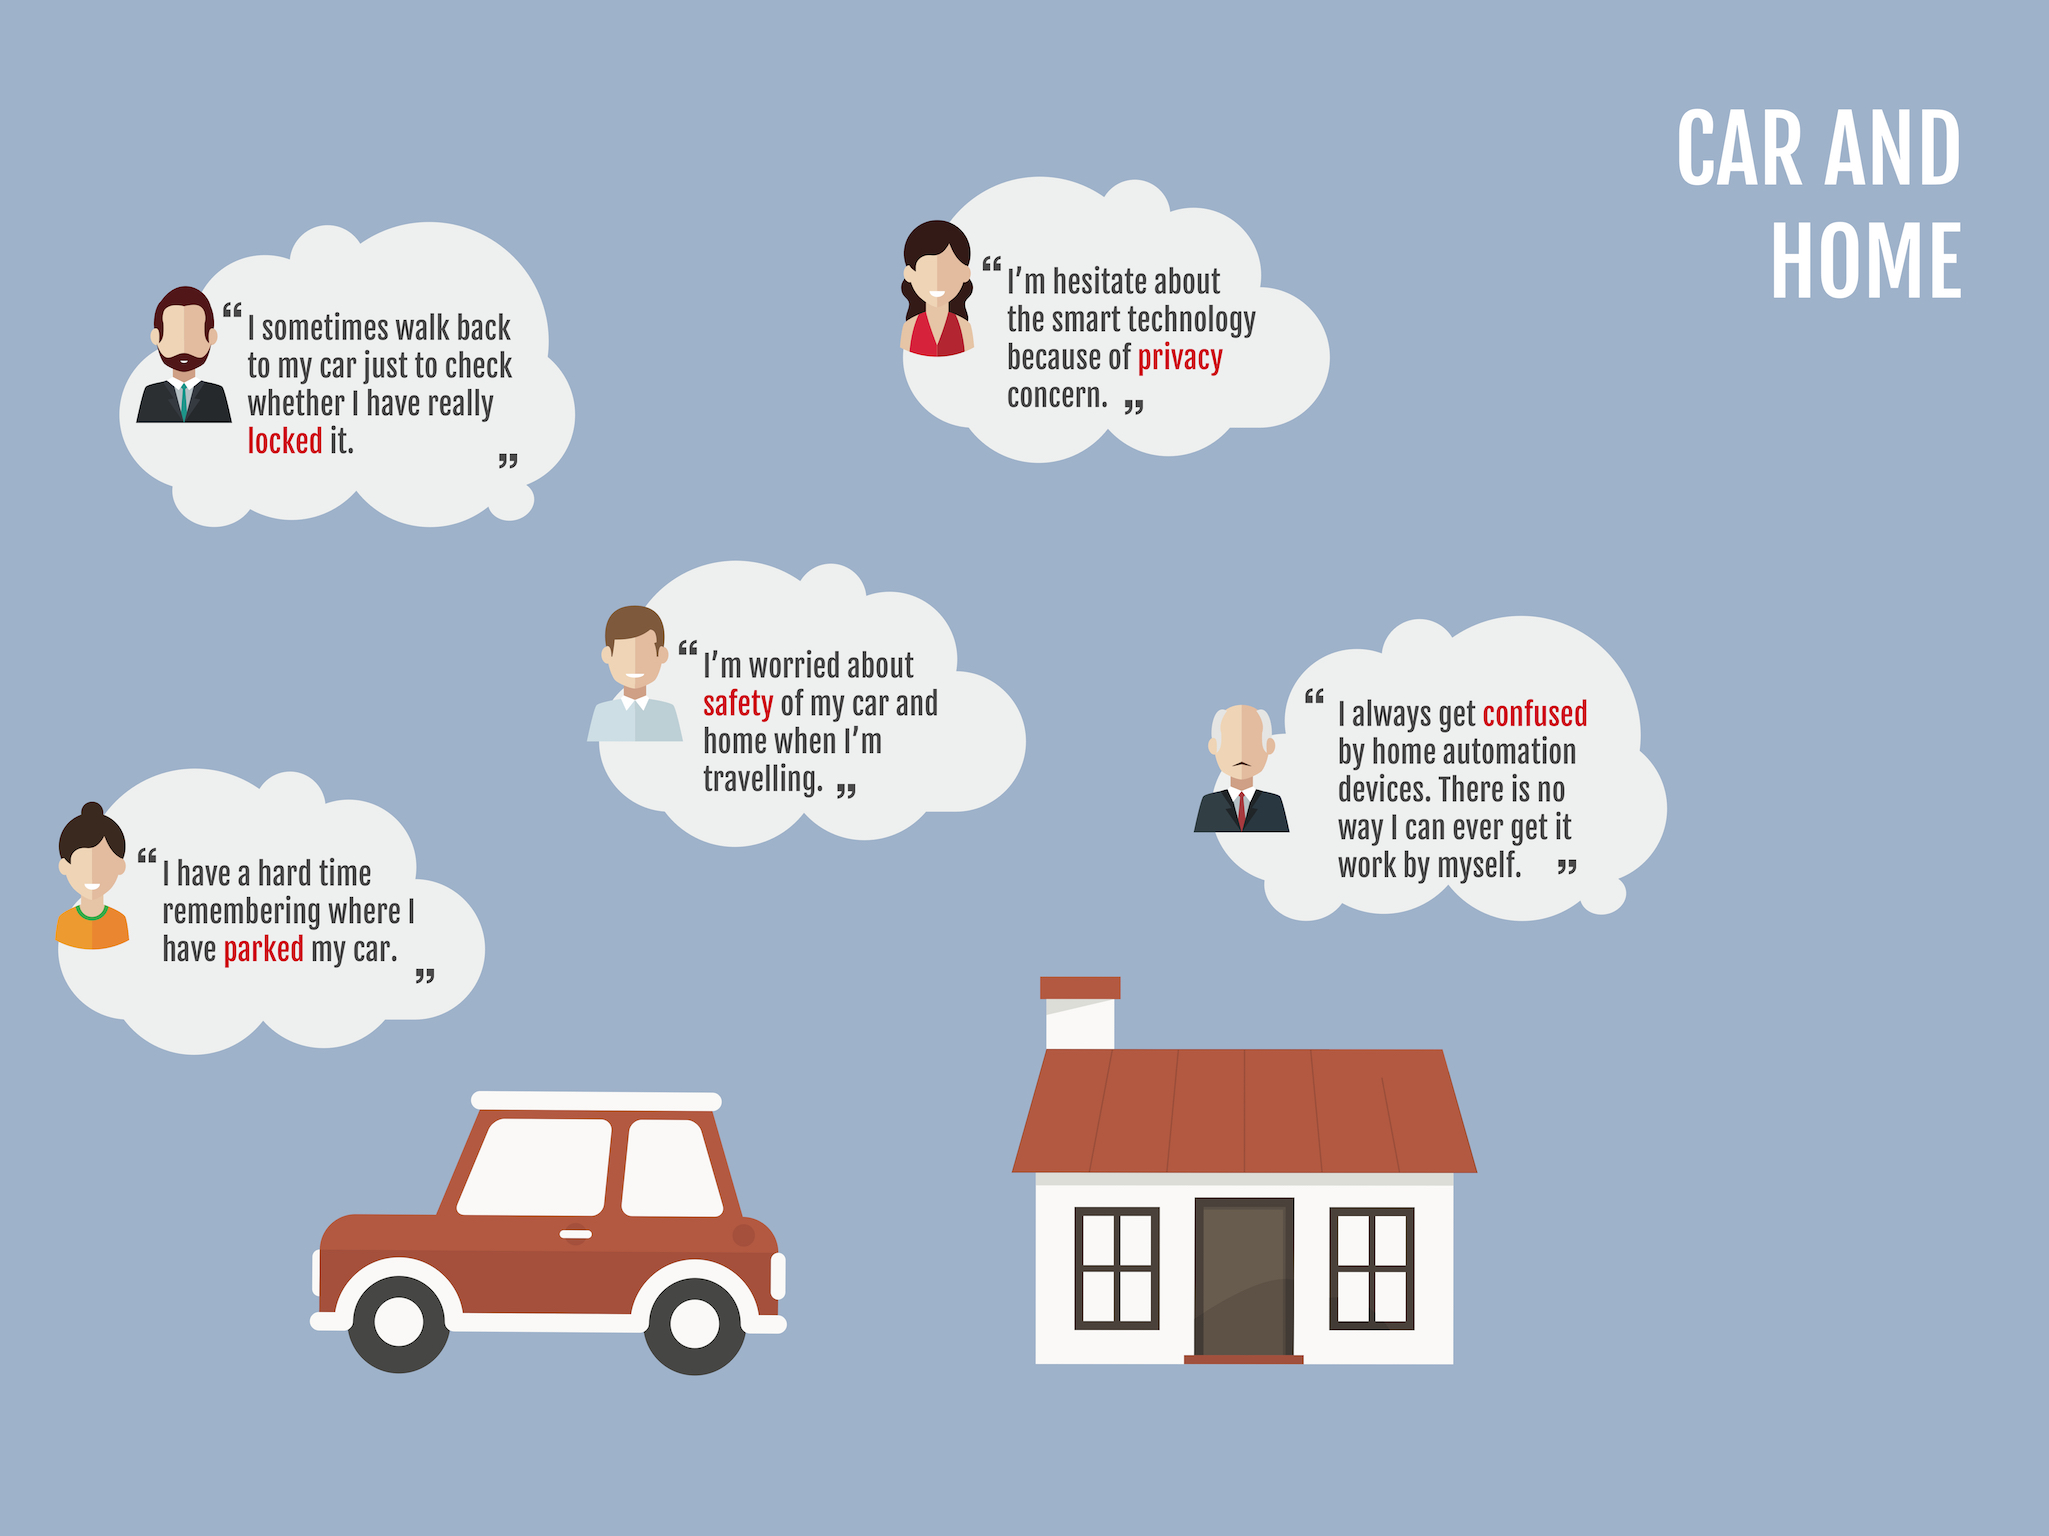 CAR AND
HOME
“ I sometimes walk back
to my car just to check
whether I have really
locked it. ”
“ I’m hesitate about
the smart technology
because of privacy
concern. ”
“ I’m worried about
safety of my car and
home when I’m
travelling. ”
“ I always get confused
by home automation
devices. There is no
way I can ever get it
work by myself. ”
“ I have a hard time
remembering where I
have parked my car. ”